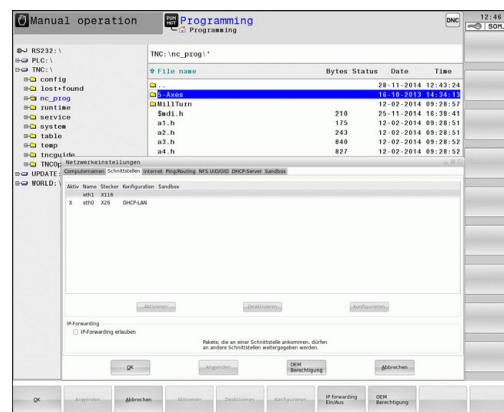 Manual operation
PGM
MGT
Programming
Programming
DNC
12:46
SOM.
RS232:\
PLC:\
TNC:\
config
lost+found
nc_prog
runtime
service
system
table
temp
tncguide
UPDATE:
WORLD:\
TNC:\nc_prog\*
File name Bytes Status Date Time
.. 28-11-2014 12:43:24
5-Axes 16-10-2013 14:34:13
MillTurn 12-02-2014 09:28:57
$mdi.h 210 25-11-2014 16:38:41
a1.h 175 12-02-2014 09:28:51
a2.h 243 12-02-2014 09:28:51
a3.h 840 12-02-2014 09:28:52
a4.h 827 12-02-2014 09:28:52
Netzwerkeinstellungen
Computernamen Schnittstellen Internet Ping/Routing NFS UID/GID DHCP-Server Sandbox
Aktiv Name Stecker Konfiguration Sandbox
eth1 X116
X eth0 X26 DHCP-LAN
Aktivieren Deaktivieren Konfigurieren
IP-Forwarding
IP-Forwarding erlauben
Pakete, die an einer Schnittstelle ankommen, dürfen
an andere Schnittstellen weitergegeben werden.
OK Anwenden OEM Berechtigung Abbrechen
OK Anwenden Abbrechen Aktivieren Deaktivieren Konfigurieren IP forwarding Ein/Aus OEM Berechtigung